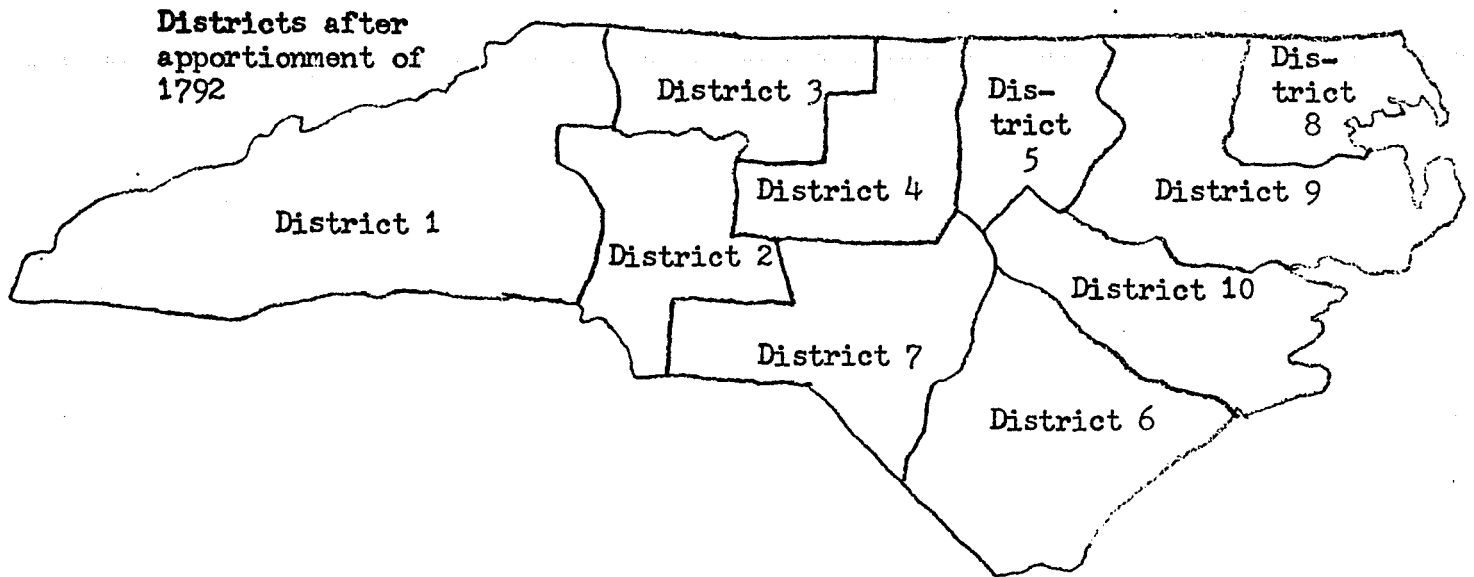 Districts after
apportionment of
1792
District 3
Dis-
trict
5
Dis-
trict
8
District 4
District 9
District 1
District 2
District 10
District 7
District 6